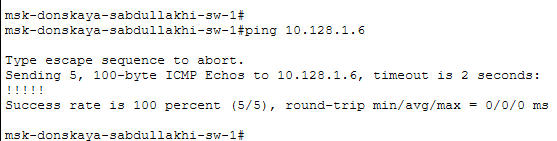 msk-donskaya-sabdullakhi-sw-1#
msk-donskaya-sabdullakhi-sw-1#ping 10.128.1.6
Type escape sequence to abort.
Sending 5, 100-byte ICMP Echos to 10.128.1.6, timeout is 2 seconds:
!!!!!
Success rate is 100 percent (5/5), round-trip min/avg/max = 0/0/0 ms
msk-donskaya-sabdullakhi-sw-1#